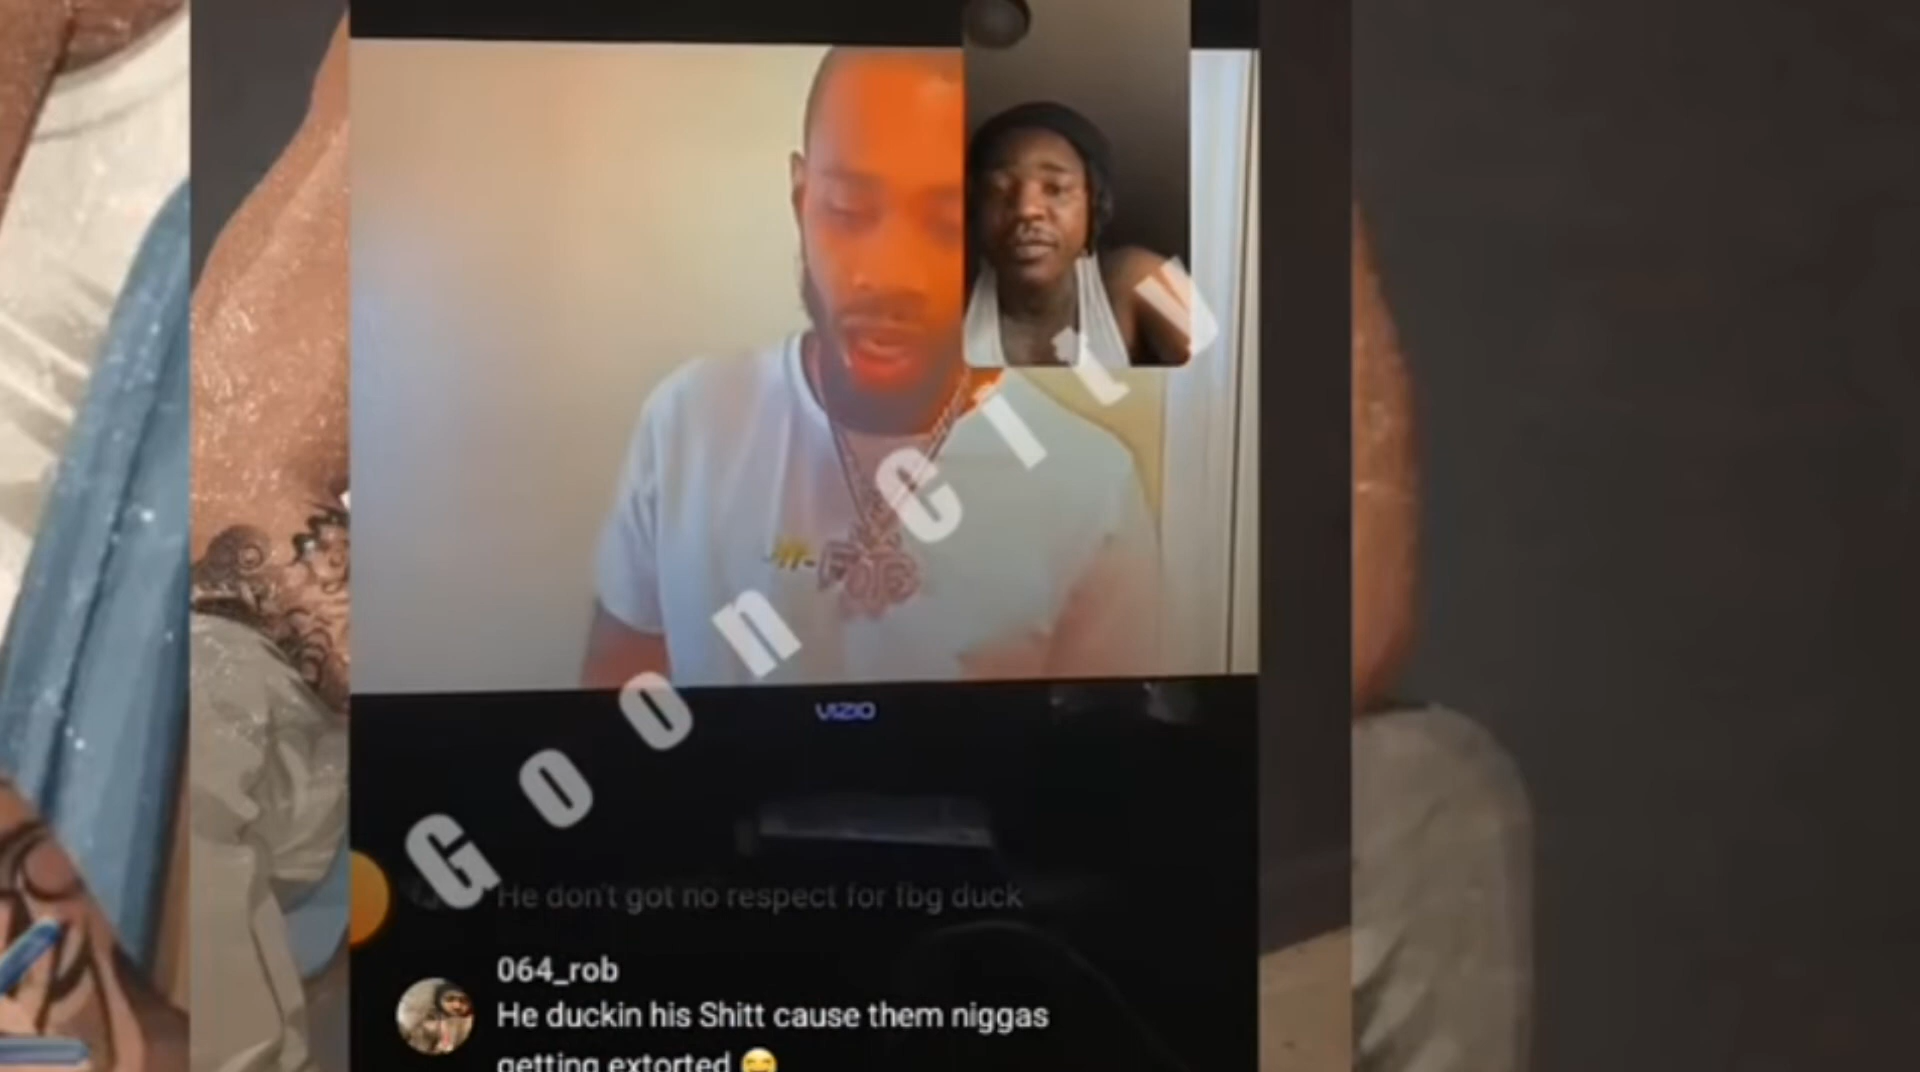 VIZIO
Goon City
He don't got no respect for fbg duck
064_rob
He duckin his Shitt cause them niggas
getting extorted 😄